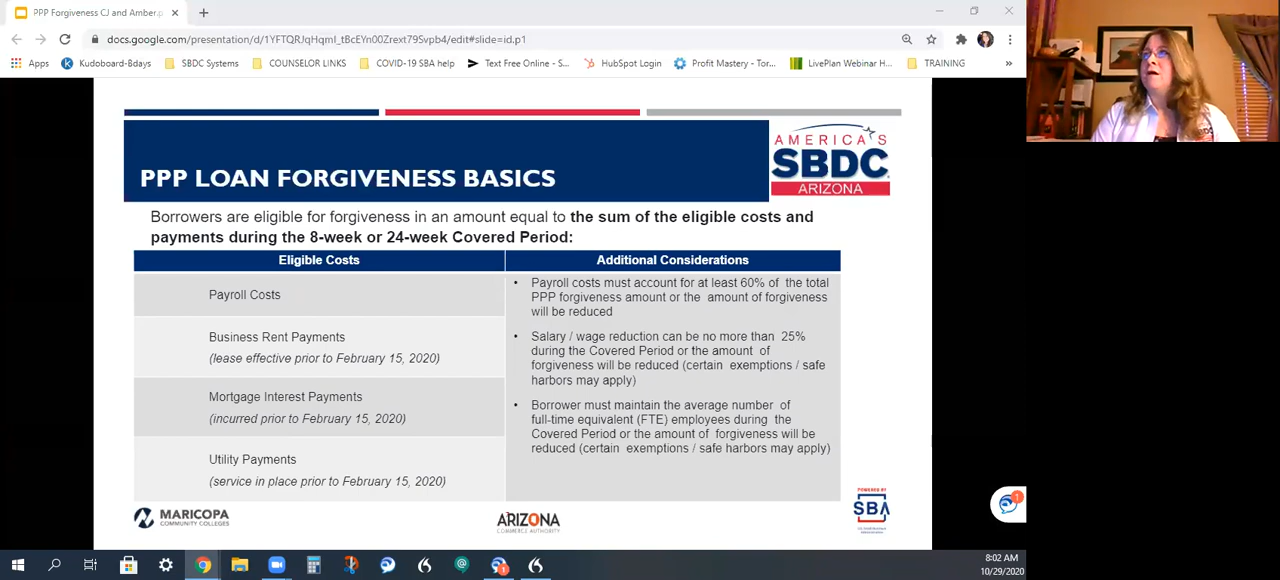 PPP Forgiveness CJ and Amber.p
docs.google.com/presentation/d/1YFTQRJqHqmI_tBcEYn00Zrext79Svpb4/edit#slide=id.p1
Apps Kudoboard-8days SBDC Systems COUNSELOR LINKS COVID-19 SBA help Text Free Online - S... HubSpot Login Profit Mastery - Tor... LivePlan Webinar H... TRAINING »
AMERICA'S
SBDC
ARIZONA
PPP LOAN FORGIVENESS BASICS
Borrowers are eligible for forgiveness in an amount equal to the sum of the eligible costs and
payments during the 8-week or 24-week Covered Period:
Eligible Costs
Payroll Costs
Business Rent Payments
(lease effective prior to February 15, 2020)
Mortgage Interest Payments
(incurred prior to February 15, 2020)
Utility Payments
(service in place prior to February 15, 2020)
Additional Considerations
• Payroll costs must account for at least 60% of the total
PPP forgiveness amount or the amount of forgiveness
will be reduced
• Salary / wage reduction can be no more than 25%
during the Covered Period or the amount of
forgiveness will be reduced (certain exemptions / safe
harbors may apply)
• Borrower must maintain the average number of
full-time equivalent (FTE) employees during the
Covered Period or the amount of forgiveness will be
reduced (certain exemptions / safe harbors may apply)
MARICOPA
COMMUNITY COLLEGES
ARIZONA
COMMERCE AUTHORITY
POWERED BY
SBA
1
1
8:02 AM
10/29/2020